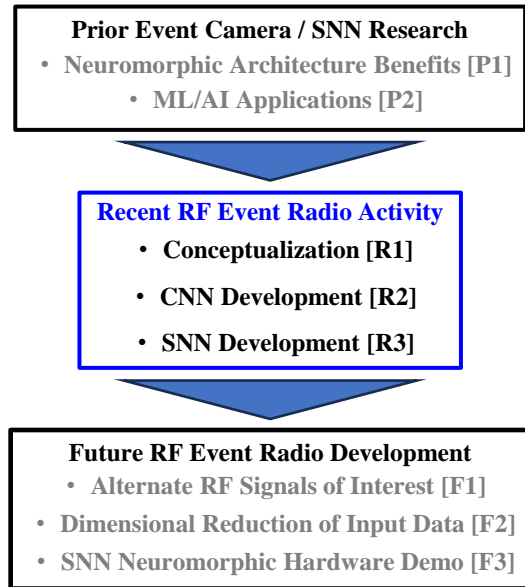 Prior Event Camera / SNN Research
• Neuromorphic Architecture Benefits [P1]
• ML/AI Applications [P2]
Recent RF Event Radio Activity
• Conceptualization [R1]
• CNN Development [R2]
• SNN Development [R3]
Future RF Event Radio Development
• Alternate RF Signals of Interest [F1]
• Dimensional Reduction of Input Data [F2]
• SNN Neuromorphic Hardware Demo [F3]